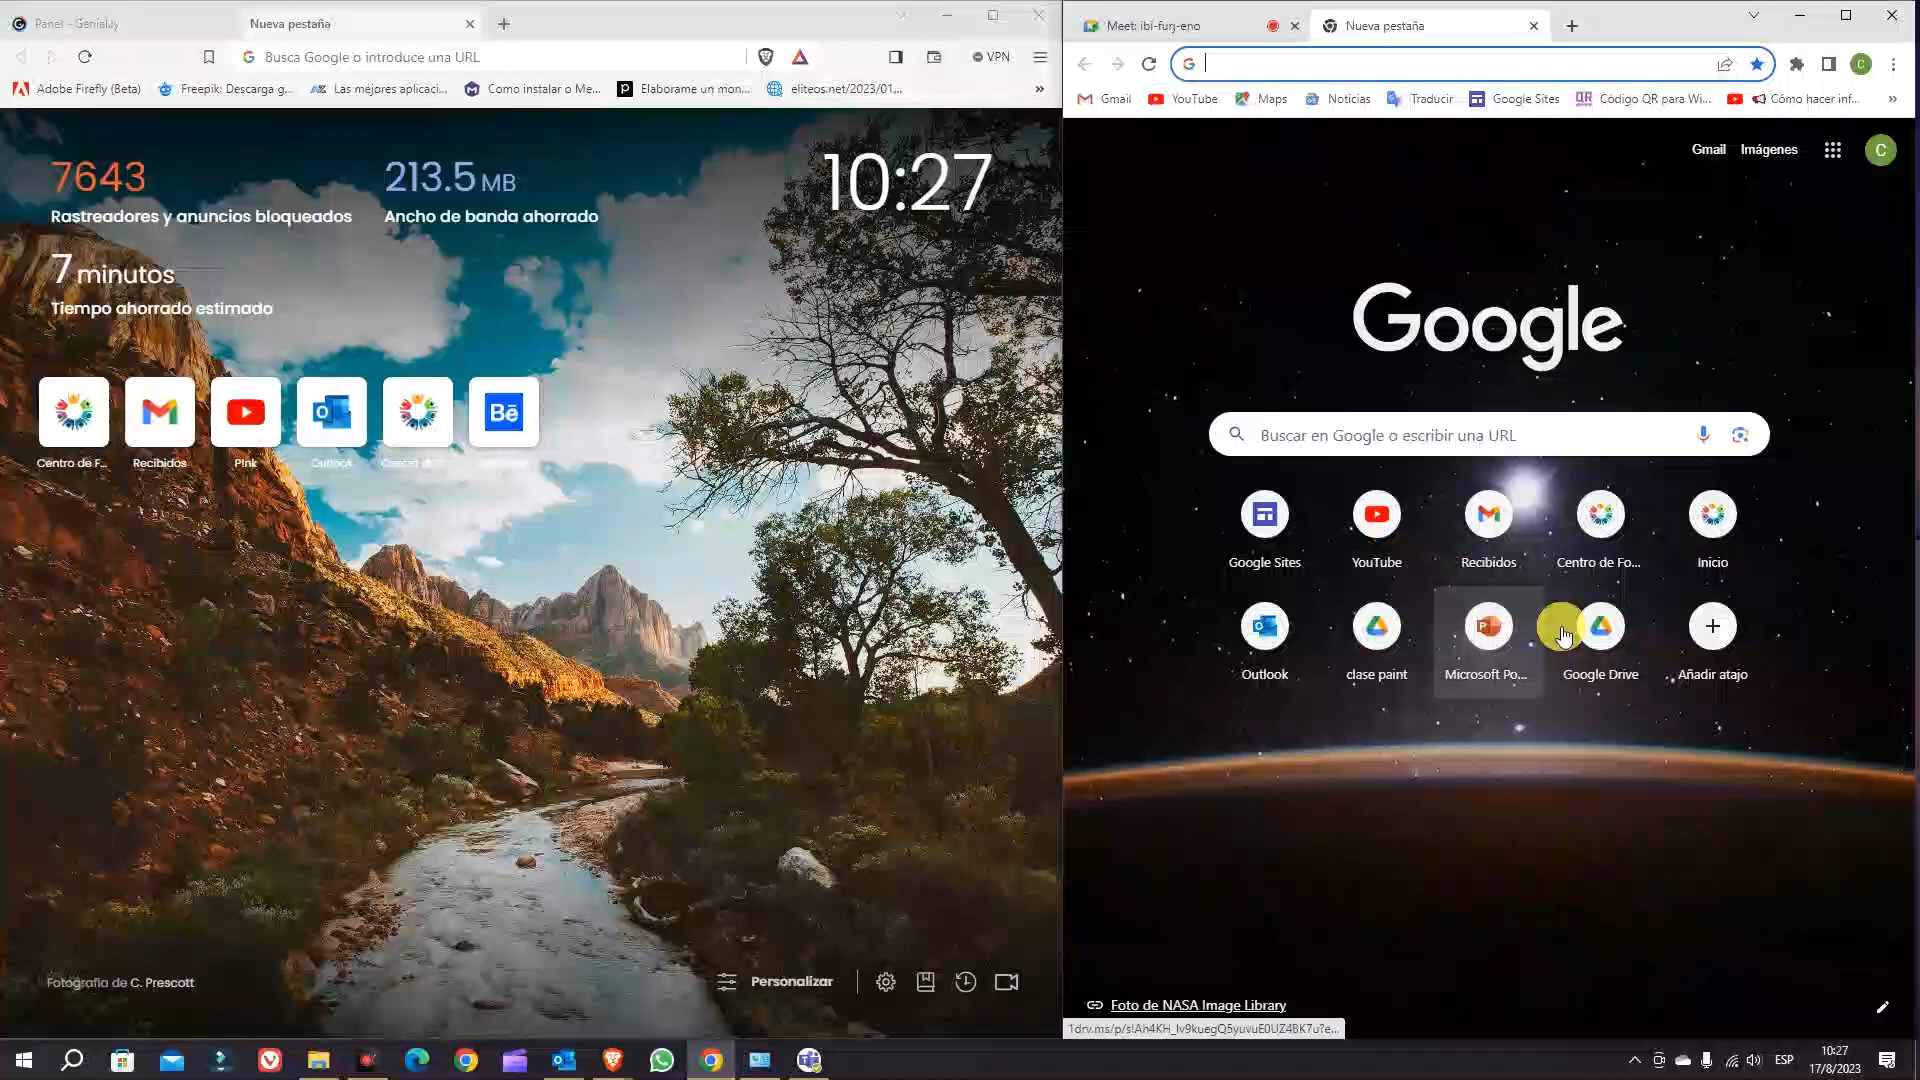 Panel - Genial.ly
Nueva pestaña
Busca Google o introduce una URL
VPN
Adobe Firefly (Beta)
Freepik: Descarga g...
Las mejores aplicaci...
Como instalar o Me...
Elaborame un mon...
eliteos.net/2023/01...
7643
Rastreadores y anuncios bloqueados
213.5 MB
Ancho de banda ahorrado
10:27
7 minutos
Tiempo ahorrado estimado
Centro de F...
Recibidos
Pink
Outlook
Bē
Fotografía de C. Prescott
Personalizar
Meet: ibi-furj-eno
Nueva pestaña
C
Gmail
YouTube
Maps
Noticias
Traducir
Google Sites
Código QR para Wi...
Cómo hacer inf...
Gmail
Imágenes
C
Google
Buscar en Google o escribir una URL
Google Sites
YouTube
Recibidos
Centro de Fo...
Inicio
Outlook
clase paint
Microsoft Po...
Google Drive
Añadir atajo
Foto de NASA Image Library
ESP
10:27
17/8/2023